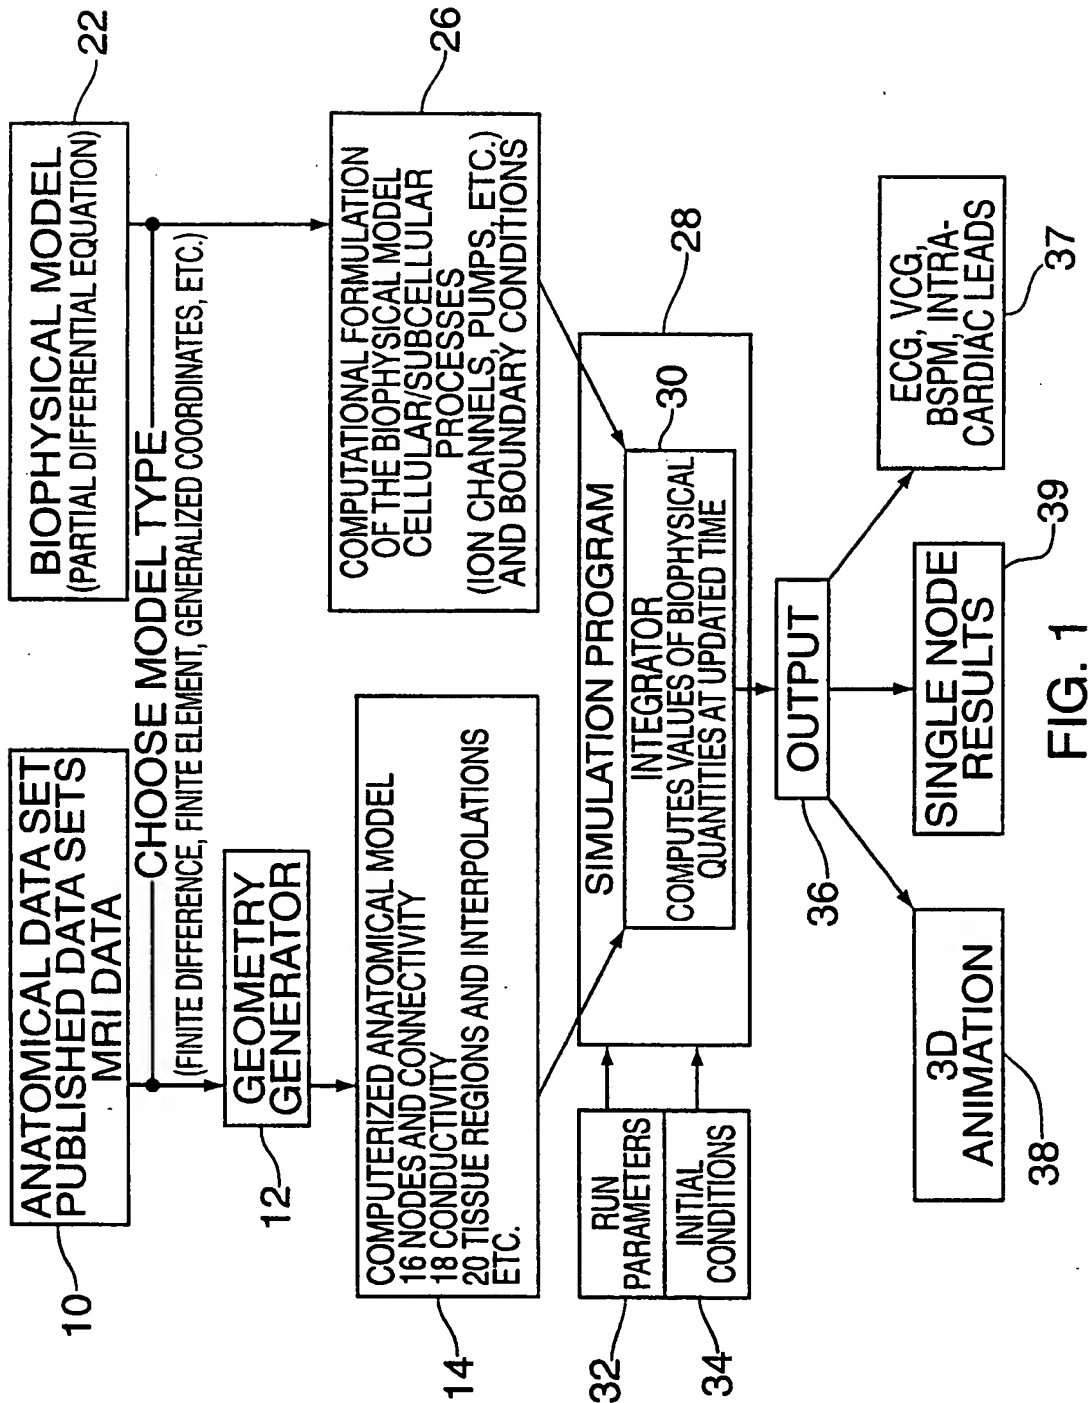 ANATOMICAL DATA SET
PUBLISHED DATA SETS
MRI DATA
10
BIOPHYSICAL MODEL
(PARTIAL DIFFERENTIAL EQUATION)
22
CHOOSE MODEL TYPE
(FINITE DIFFERENCE, FINITE ELEMENT, GENERALIZED COORDINATES, ETC.)
GEOMETRY
GENERATOR
12
COMPUTERIZED ANATOMICAL MODEL
16 NODES AND CONNECTIVITY
18 CONDUCTIVITY
20 TISSUE REGIONS AND INTERPOLATIONS
ETC.
14
COMPUTATIONAL FORMULATION
OF THE BIOPHYSICAL MODEL
CELLULAR/SUBCELLULAR
PROCESSES
(ION CHANNELS, PUMPS, ETC.)
AND BOUNDARY CONDITIONS
26
SIMULATION PROGRAM
28
INTEGRATOR
COMPUTES VALUES OF BIOPHYSICAL
QUANTITIES AT UPDATED TIME
30
RUN
PARAMETERS
32
INITIAL
CONDITIONS
34
OUTPUT
36
3D
ANIMATION
38
SINGLE NODE
RESULTS
39
ECG, VCG,
BSPM, INTRA-
CARDIAC LEADS
37
FIG. 1